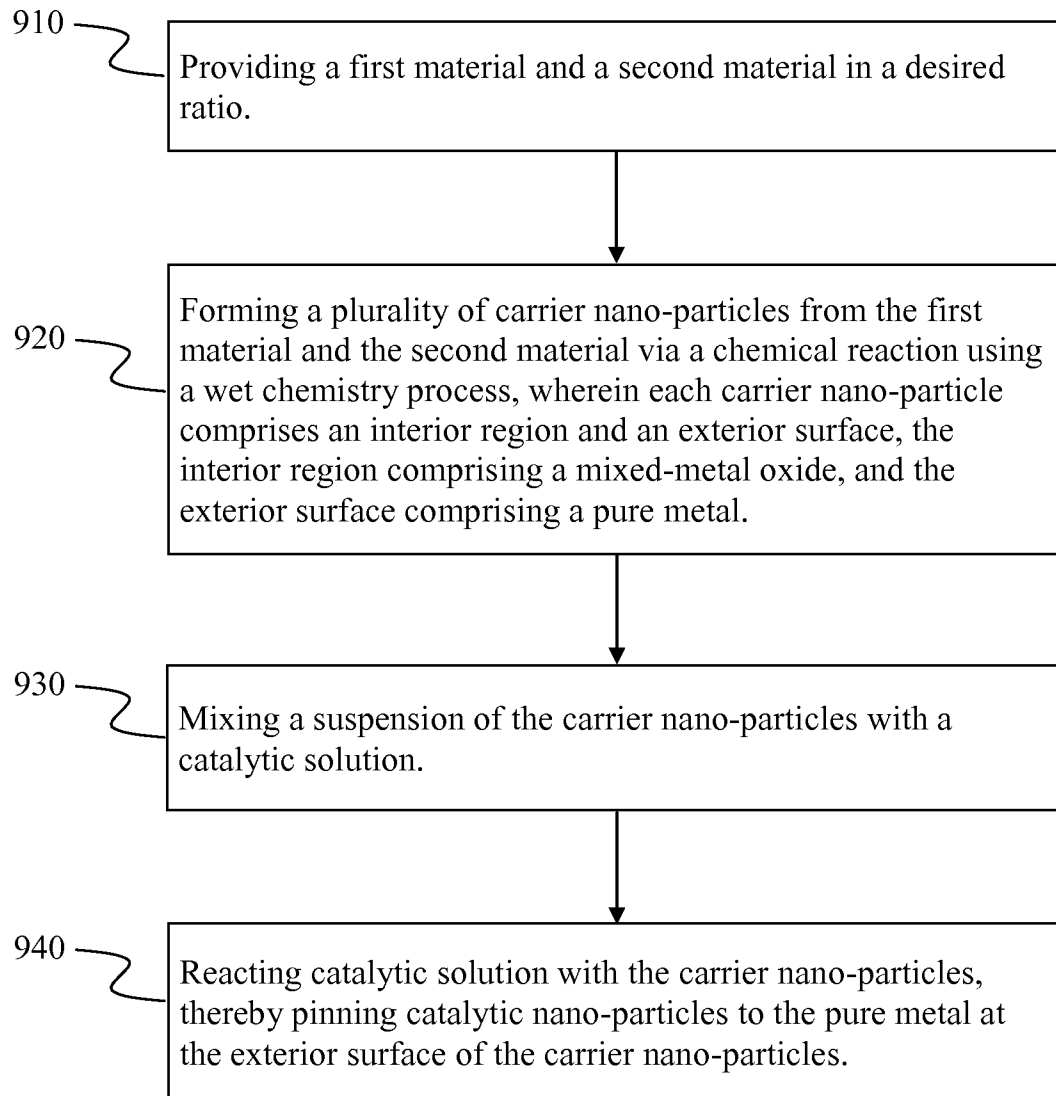 910
Providing a first material and a second material in a desired
ratio.
920
Forming a plurality of carrier nano-particles from the first
material and the second material via a chemical reaction using
a wet chemistry process, wherein each carrier nano-particle
comprises an interior region and an exterior surface, the
interior region comprising a mixed-metal oxide, and the
exterior surface comprising a pure metal.
930
Mixing a suspension of the carrier nano-particles with a
catalytic solution.
940
Reacting catalytic solution with the carrier nano-particles,
thereby pinning catalytic nano-particles to the pure metal at
the exterior surface of the carrier nano-particles.